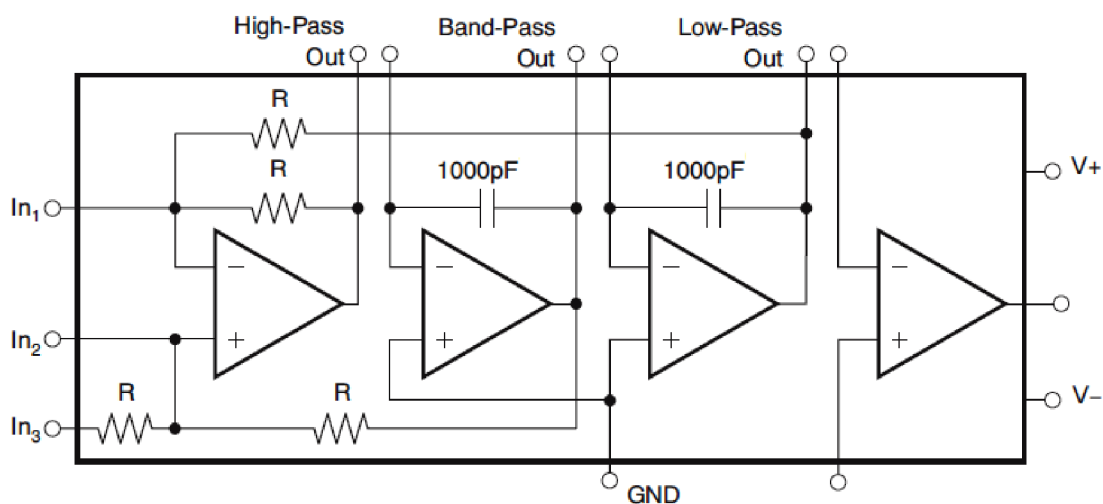 High-Pass
Out
Band-Pass
Out
Low-Pass
Out
R
R
1000pF
1000pF
V+
In1
In2
R
R
In3
V−
GND
− + − + − + − +